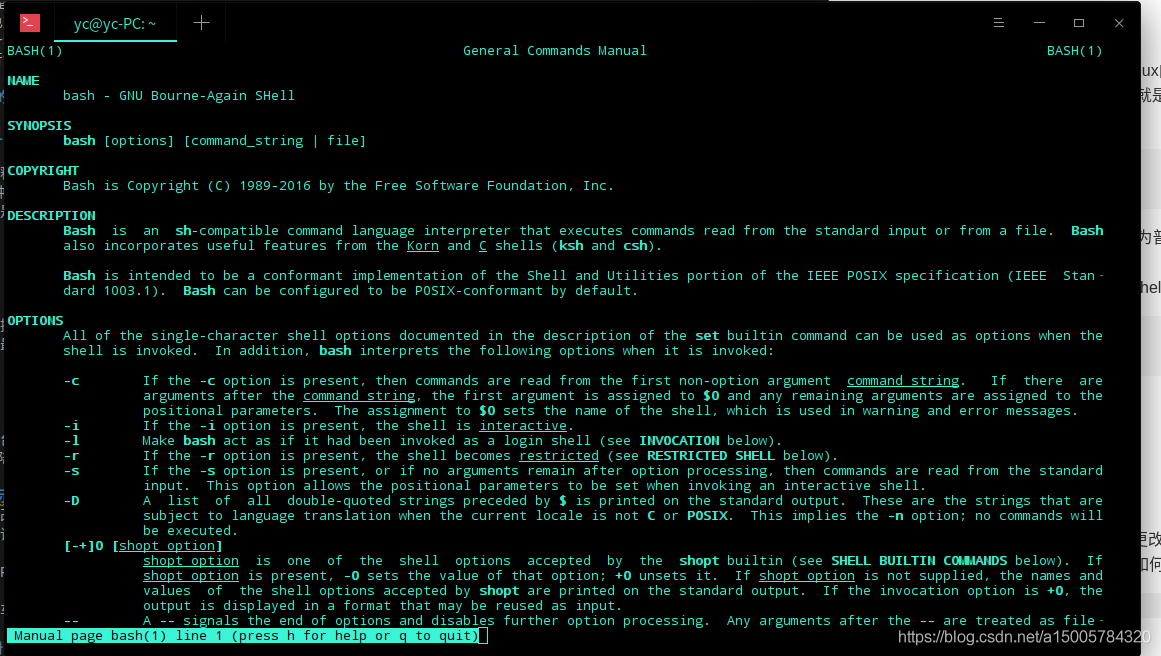 yc@yc-PC: ~
BASH(1) General Commands Manual BASH(1)
NAME
bash - GNU Bourne-Again SHell
SYNOPSIS
bash [options] [command_string | file]
COPYRIGHT
Bash is Copyright (C) 1989-2016 by the Free Software Foundation, Inc.
DESCRIPTION
Bash is an sh-compatible command language interpreter that executes commands read from the standard input or from a file. Bash
also incorporates useful features from the Korn and C shells (ksh and csh).
Bash is intended to be a conformant implementation of the Shell and Utilities portion of the IEEE POSIX specification (IEEE Stan-
dard 1003.1). Bash can be configured to be POSIX-conformant by default.
OPTIONS
All of the single-character shell options documented in the description of the set builtin command can be used as options when the
shell is invoked. In addition, bash interprets the following options when it is invoked:
-c If the -c option is present, then commands are read from the first non-option argument command_string. If there are
arguments after the command_string, the first argument is assigned to $0 and any remaining arguments are assigned to the
positional parameters. The assignment to $0 sets the name of the shell, which is used in warning and error messages.
-i If the -i option is present, the shell is interactive.
-l Make bash act as if it had been invoked as a login shell (see INVOCATION below).
-r If the -r option is present, the shell becomes restricted (see RESTRICTED SHELL below).
-s If the -s option is present, or if no arguments remain after option processing, then commands are read from the standard
input. This option allows the positional parameters to be set when invoking an interactive shell.
-D A list of all double-quoted strings preceded by $ is printed on the standard output. These are the strings that are
subject to language translation when the current locale is not C or POSIX. This implies the -n option; no commands will
be executed.
[-+]O [shopt_option]
shopt_option is one of the shell options accepted by the shopt builtin (see SHELL BUILTIN COMMANDS below). If
shopt_option is present, -O sets the value of that option; +O unsets it. If shopt_option is not supplied, the names and
values of the shell options accepted by shopt are printed on the standard output. If the invocation option is +O, the
output is displayed in a format that may be reused as input.
-- A -- signals the end of options and disables further option processing. Any arguments after the -- are treated as file-
Manual page bash(1) line 1 (press h for help or q to quit)
https://blog.csdn.net/a15005784320
ux
就是
为普
hel
更改
如何